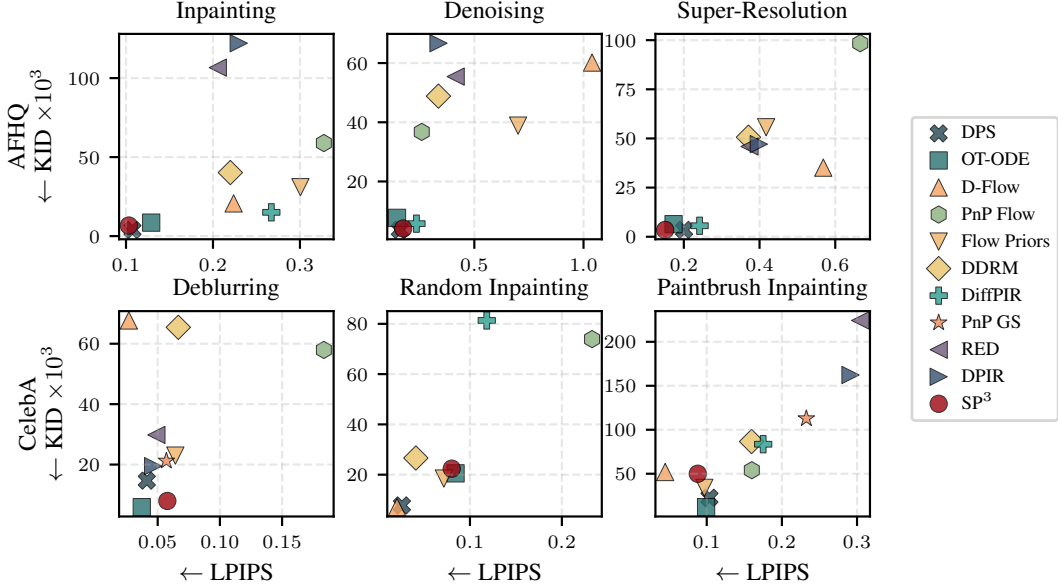 Inpainting
Denoising
Super-Resolution
AFHQ
← KID ×10³
100
50
0
0.1
0.2
0.3
60
40
20
0.5
1.0
100
75
50
25
0
0.2
0.4
0.6
Deblurring
Random Inpainting
Paintbrush Inpainting
CelebA
← KID ×10³
60
40
20
0.05
0.10
0.15
80
60
40
20
0
0.1
0.2
200
150
100
50
0
0.1
0.2
0.3
← LPIPS
← LPIPS
← LPIPS
DPS
OT-ODE
D-Flow
PnP Flow
Flow Priors
DDRM
DiffPIR
PnP GS
RED
DPIR
SP³